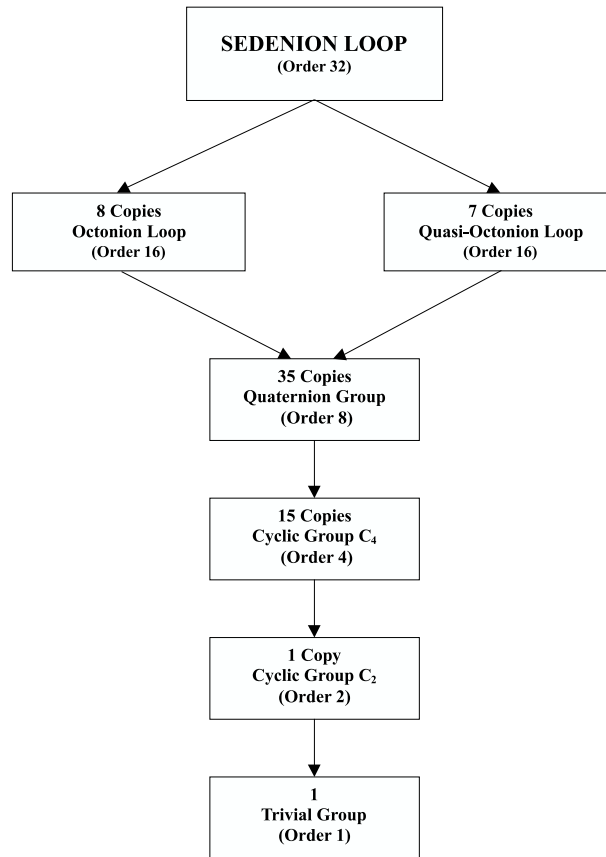 SEDENION LOOP
(Order 32)
8 Copies
Octonion Loop
(Order 16)
7 Copies
Quasi-Octonion Loop
(Order 16)
35 Copies
Quaternion Group
(Order 8)
15 Copies
Cyclic Group C₄
(Order 4)
1 Copy
Cyclic Group C₂
(Order 2)
1
Trivial Group
(Order 1)